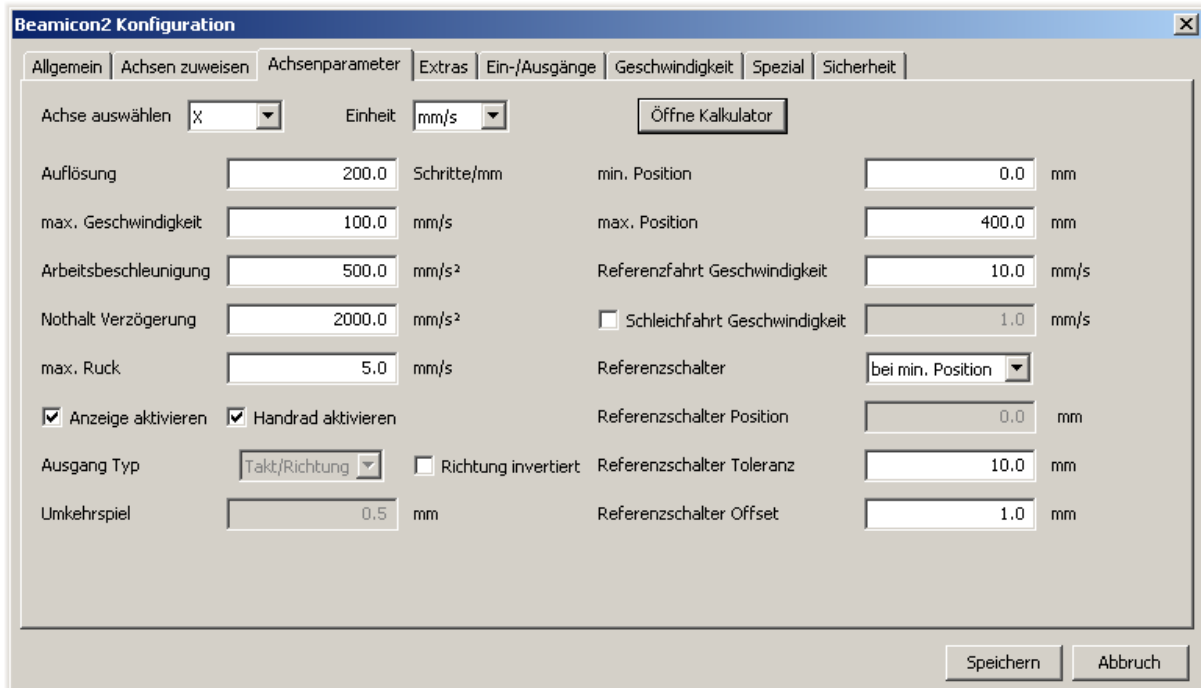 Beamicon2 Konfiguration
Allgemein Achsen zuweisen Achsenparameter Extras Ein-/Ausgänge Geschwindigkeit Spezial Sicherheit
Achse auswählen X Einheit mm/s Öffne Kalkulator
Auflösung 200.0 Schritte/mm min. Position 0.0 mm
max. Geschwindigkeit 100.0 mm/s max. Position 400.0 mm
Arbeitsbeschleunigung 500.0 mm/s² Referenzfahrt Geschwindigkeit 10.0 mm/s
Nothalt Verzögerung 2000.0 mm/s² Schleichfahrt Geschwindigkeit 1.0 mm/s
max. Ruck 5.0 mm/s Referenzschalter bei min. Position
Anzeige aktivieren Handrad aktivieren Referenzschalter Position 0.0 mm
Ausgang Typ Takt/Richtung Richtung invertiert Referenzschalter Toleranz 10.0 mm
Umkehrspiel 0.5 mm Referenzschalter Offset 1.0 mm
Speichern Abbruch